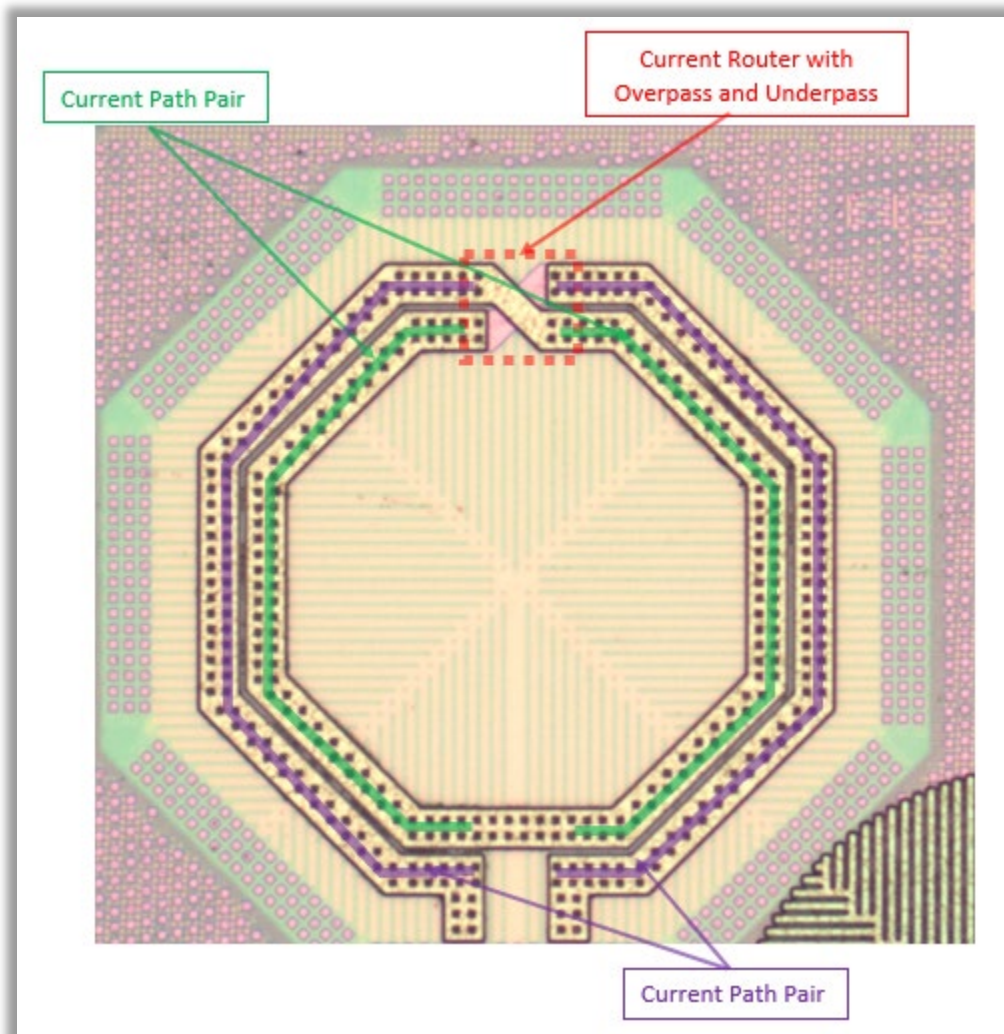 Current Router with
Overpass and Underpass
Current Path Pair
Current Path Pair